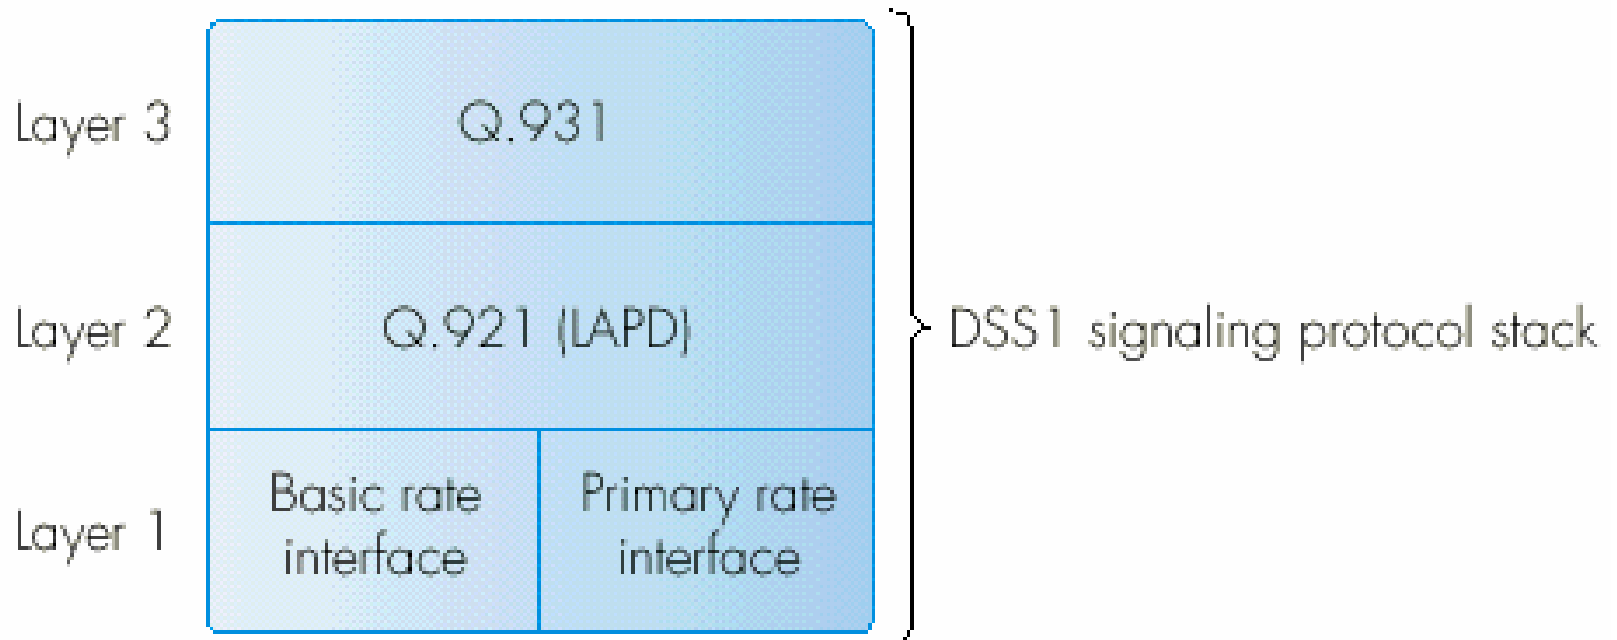 Layer 3
Q.931
Layer 2
Q.921 (LAPD)
DSS1 signaling protocol stack
Layer 1
Basic rate
interface
Primary rate
interface